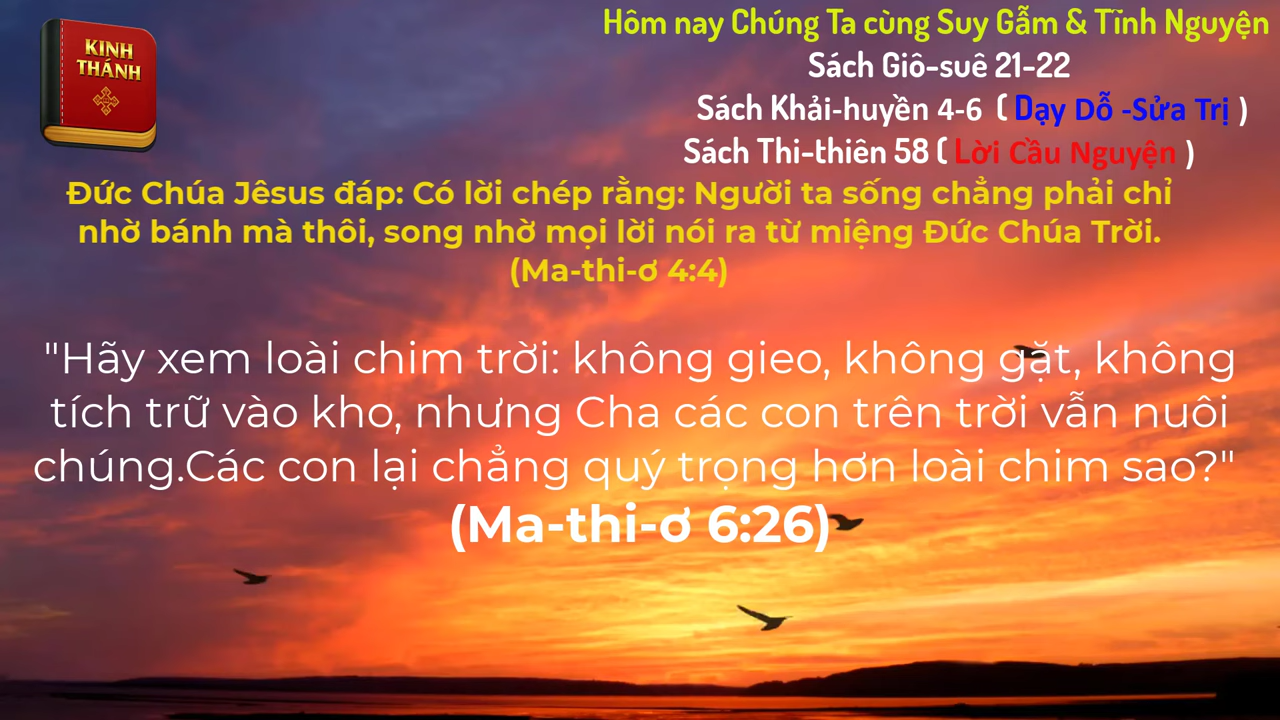 KINH
THÁNH
Hôm nay Chúng Ta cùng Suy Gẫm & Tĩnh Nguyện
Sách Giô-suê 21-22
Sách Khải-huyền 4-6 ( Dạy Dỗ -Sửa Trị )
Sách Thi-thiên 58 ( Lời Cầu Nguyện )
Đức Chúa Jêsus đáp: Có lời chép rằng: Người ta sống chẳng phải chỉ
nhờ bánh mà thôi, song nhờ mọi lời nói ra từ miệng Đức Chúa Trời.
(Ma-thi-ơ 4:4)
"Hãy xem loài chim trời: không gieo, không gặt, không
tích trữ vào kho, nhưng Cha các con trên trời vẫn nuôi
chúng.Các con lại chẳng quý trọng hơn loài chim sao?"
(Ma-thi-ơ 6:26)